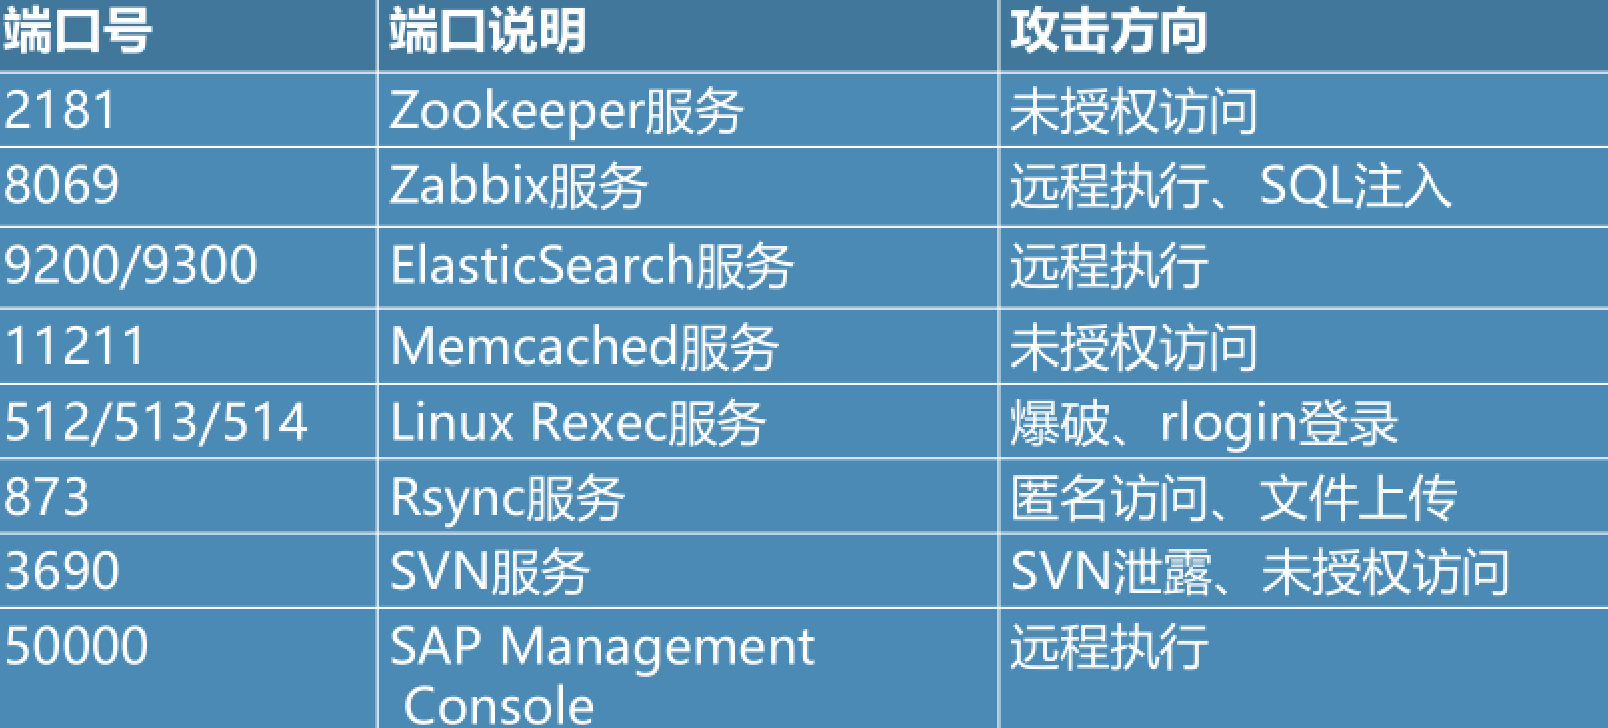 端口号 端口说明 攻击方向
2181 Zookeeper服务 未授权访问
8069 Zabbix服务 远程执行、SQL注入
9200/9300 ElasticSearch服务 远程执行
11211 Memcached服务 未授权访问
512/513/514 Linux Rexec服务 爆破、rlogin登录
873 Rsync服务 匿名访问、文件上传
3690 SVN服务 SVN泄露、未授权访问
50000 SAP Management 远程执行
Console